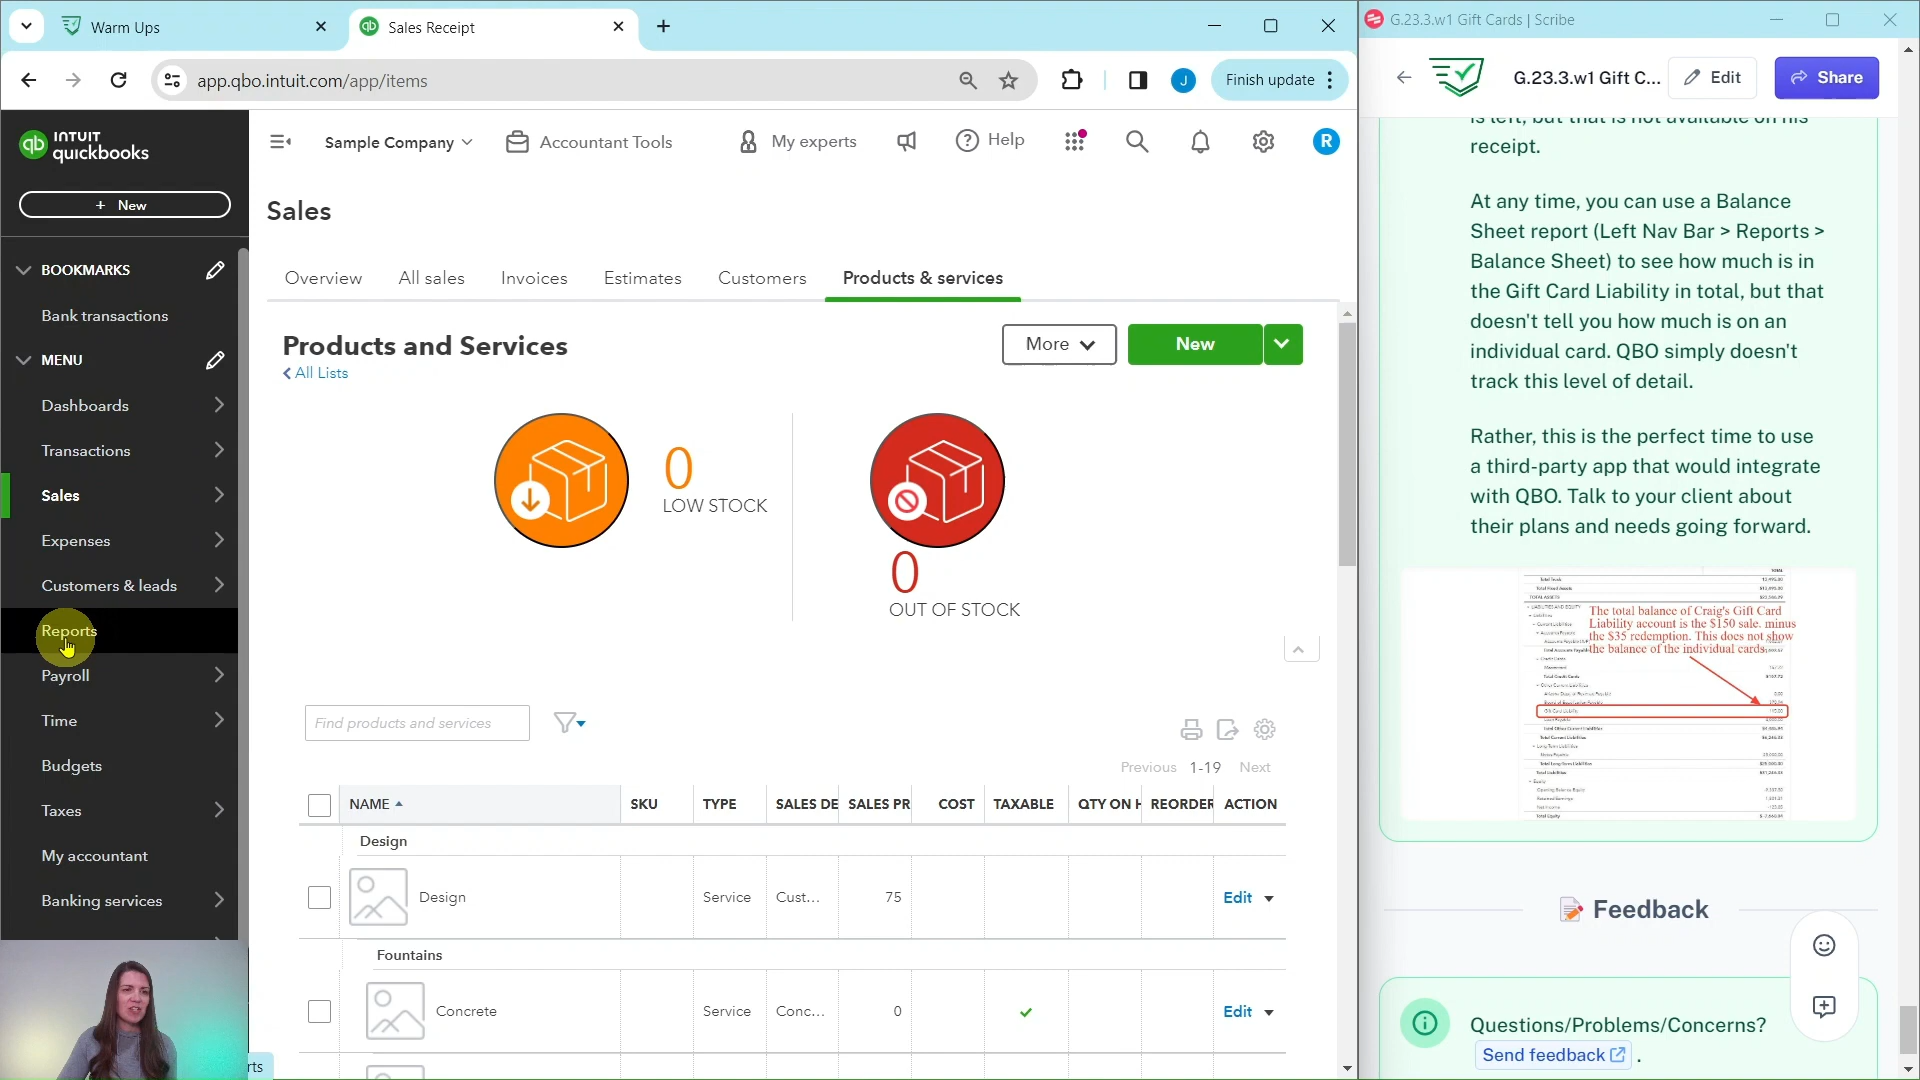 Warm Ups
Sales Receipt
app.qbo.intuit.com/app/items
J
Finish update
INTUIT
quickbooks
+ New
BOOKMARKS
Bank transactions
MENU
Dashboards
Transactions
Sales
Expenses
Customers & leads
Reports
Payroll
Time
Budgets
Taxes
My accountant
Banking services
Sample Company
Accountant Tools
My experts
Help
R
Sales
Overview
All sales
Invoices
Estimates
Customers
Products & services
Products and Services
All Lists
More
New
0
LOW STOCK
0
OUT OF STOCK
Find products and services
Previous 1-19 Next
NAME SKU TYPE SALES DE SALES PR COST TAXABLE QTY ON H REORDER ACTION
Design
Design Service Cust... 75 Edit
Fountains
Concrete Service Conc... 0 Edit
rts
G.23.3.w1 Gift Cards | Scribe
G.23.3.w1 Gift C...
Edit
Share
is left, but that is not available on his
receipt.
At any time, you can use a Balance
Sheet report (Left Nav Bar > Reports >
Balance Sheet) to see how much is in
the Gift Card Liability in total, but that
doesn't tell you how much is on an
individual card. QBO simply doesn't
track this level of detail.
Rather, this is the perfect time to use
a third-party app that would integrate
with QBO. Talk to your client about
their plans and needs going forward.
The total balance of Craig's Gift Card
Liability account is the $150 sale. minus
the $35 redemption. This does not show
the balance of the individual cards.
Feedback
Questions/Problems/Concerns?
Send feedback .